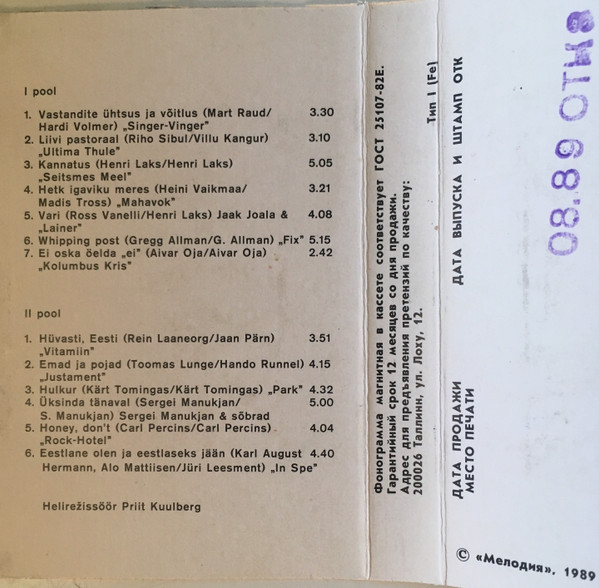 I pool
1. Vastandite ühtsus ja võitlus (Mart Raud/ 3.30
Hardi Volmer) „Singer-Vinger"
2. Liivi pastoraal (Riho Sibul/Villu Kangur) 3.10
„Ultima Thule"
3. Kannatus (Henri Laks/Henri Laks) 5.05
„Seitsmes Meel"
4. Hetk igaviku meres (Heini Vaikmaa/ 3.21
Madis Tross) „Mahavok"
5. Vari (Ross Vanelli/Henri Laks) Jaak Joala & 4.08
„Lainer"
6. Whipping post (Gregg Allman/G. Allman) „Fix" 5.15
7. Ei oska öelda „ei" (Aivar Oja/Aivar Oja) 2.42
„Kolumbus Kris"
II pool
1. Hüvasti, Eesti (Rein Laaneorg/Jaan Pärn) 3.51
„Vitamiin"
2. Emad ja pojad (Toomas Lunge/Hando Runnel) 4.15
„Justament"
3. Hulkur (Kärt Tomingas/Kärt Tomingas) „Park" 4.32
4. Üksinda tänaval (Sergei Manukjan/ 5.00
S. Manukjan) Sergei Manukjan & sõbrad
5. Honey, don't (Carl Percins/Carl Percins) 4.04
„Rock-Hotel"
6. Eestlane olen ja eestlaseks jään (Karl August 4.40
Hermann, Alo Mattiisen/Jüri Leesment) „In Spe"
Helirežissöör Priit Kuulberg
Фонограмма магнитная в кассете соответствует ГОСТ 25107-82Е.
Гарантийный срок 12 месяцев со дня продажи.
Адрес для предъявления претензий по качеству:
200026 Таллинн, ул. Лоху, 12.
Тип I (Fe)
ДАТА ПРОДАЖИ
МЕСТО ПЕЧАТИ
ДАТА ВЫПУСКА И ШТАМП ОТК
08.89 ОТК8
© «Мелодия». 1989